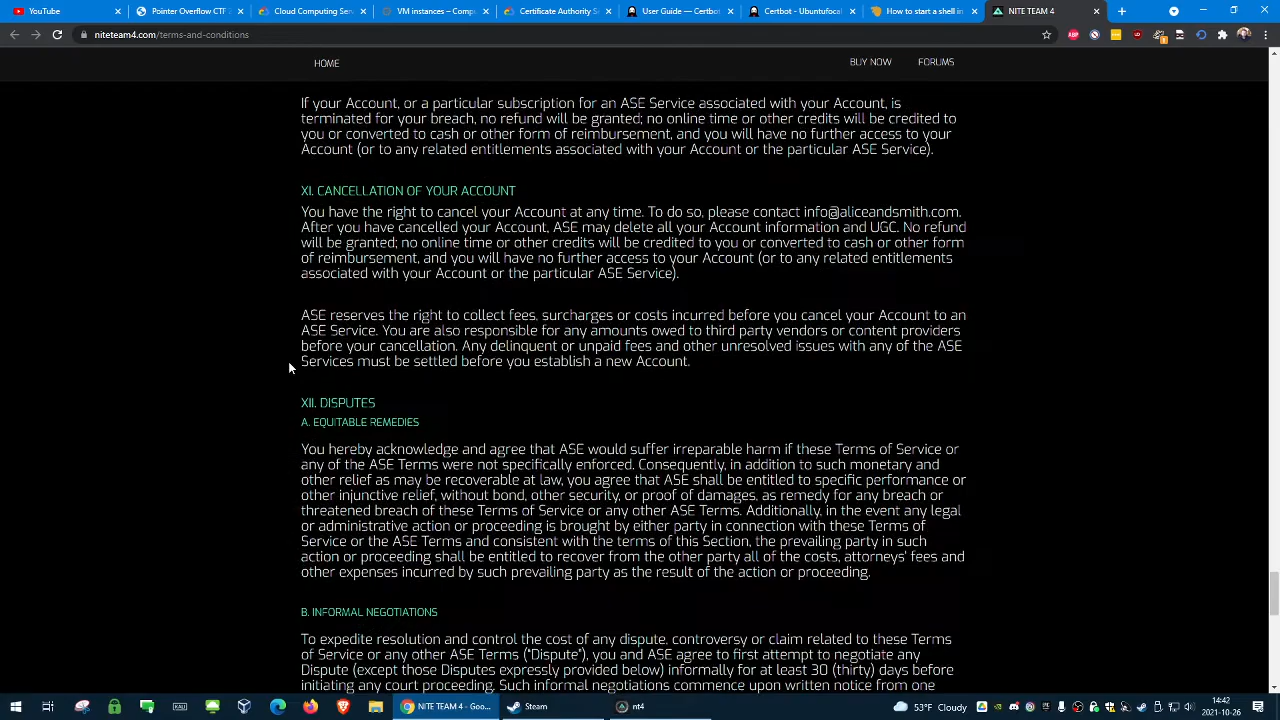 YouTube
Pointer Overflow CTF
Cloud Computing Serv
VM instances – Compu
Certificate Authority S
User Guide — Certbot
Certbot - Ubuntufocal
How to start a shell in
NITE TEAM 4
niteteam4.com/terms-and-conditions
HOME
BUY NOW
FORUMS
If your Account, or a particular subscription for an ASE Service associated with your Account, is
terminated for your breach, no refund will be granted; no online time or other credits will be credited to
you or converted to cash or other form of reimbursement, and you will have no further access to your
Account (or to any related entitlements associated with your Account or the particular ASE Service).
XI. CANCELLATION OF YOUR ACCOUNT
You have the right to cancel your Account at any time. To do so, please contact info@aliceandsmith.com.
After you have cancelled your Account, ASE may delete all your Account information and UGC. No refund
will be granted; no online time or other credits will be credited to you or converted to cash or other form
of reimbursement, and you will have no further access to your Account (or to any related entitlements
associated with your Account or the particular ASE Service).
ASE reserves the right to collect fees, surcharges or costs incurred before you cancel your Account to an
ASE Service. You are also responsible for any amounts owed to third party vendors or content providers
before your cancellation. Any delinquent or unpaid fees and other unresolved issues with any of the ASE
Services must be settled before you establish a new Account.
XII. DISPUTES
A. EQUITABLE REMEDIES
You hereby acknowledge and agree that ASE would suffer irreparable harm if these Terms of Service or
any of the ASE Terms were not specifically enforced. Consequently, in addition to such monetary and
other relief as may be recoverable at law, you agree that ASE shall be entitled to specific performance or
other injunctive relief, without bond, other security, or proof of damages, as remedy for any breach or
threatened breach of these Terms of Service or any other ASE Terms. Additionally, in the event any legal
or administrative action or proceeding is brought by either party in connection with these Terms of
Service or the ASE Terms and consistent with the terms of this Section, the prevailing party in such
action or proceeding shall be entitled to recover from the other party all of the costs, attorneys' fees and
other expenses incurred by such prevailing party as the result of the action or proceeding.
B. INFORMAL NEGOTIATIONS
To expedite resolution and control the cost of any dispute, controversy or claim related to these Terms
of Service or any other ASE Terms ("Dispute"), you and ASE agree to first attempt to negotiate any
Dispute (except those Disputes expressly provided below) informally for at least 30 (thirty) days before
initiating any court proceeding. Such informal negotiations commence upon written notice from one
NITE TEAM 4 - Goo...
Steam
nt4
53°F Cloudy
14:42
2021-10-26